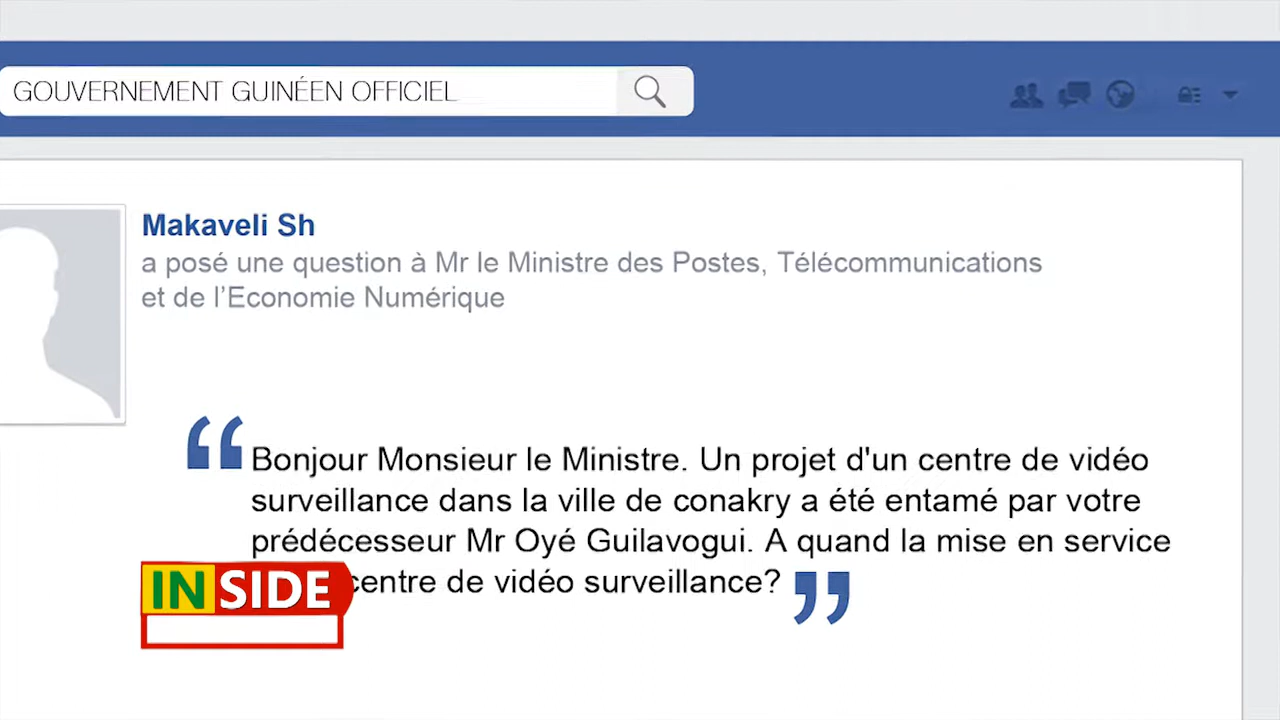 GOUVERNEMENT GUINÉEN OFFICIEL
Makaveli Sh
a posé une question à Mr le Ministre des Postes, Télécommunications
et de l’Economie Numérique
“Bonjour Monsieur le Ministre. Un projet d'un centre de vidéo
surveillance dans la ville de conakry a été entamé par votre
prédécesseur Mr Oyé Guilavogui. A quand la mise en service
centre de vidéo surveillance? ”
INSIDE